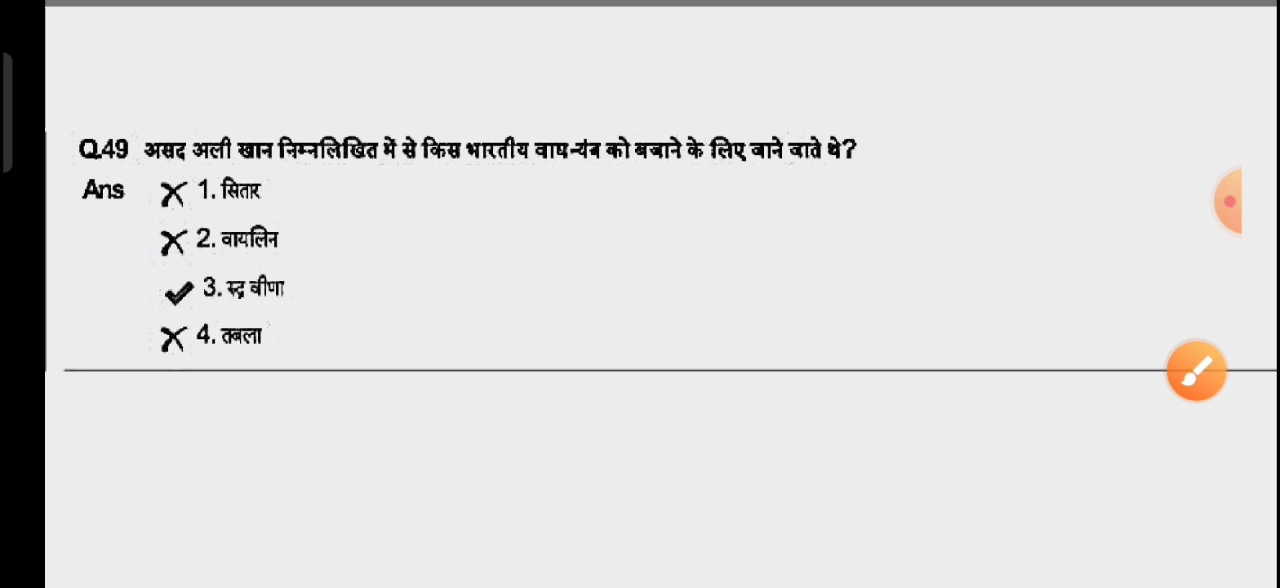 Q.49 असद अली खान निम्नलिखित में से किस भारतीय वाद्य-यंत्र को बजाने के लिए जाने जाते थे?
Ans 1. सितार
2. वायलिन
3. रुद्र वीणा
4. तबला